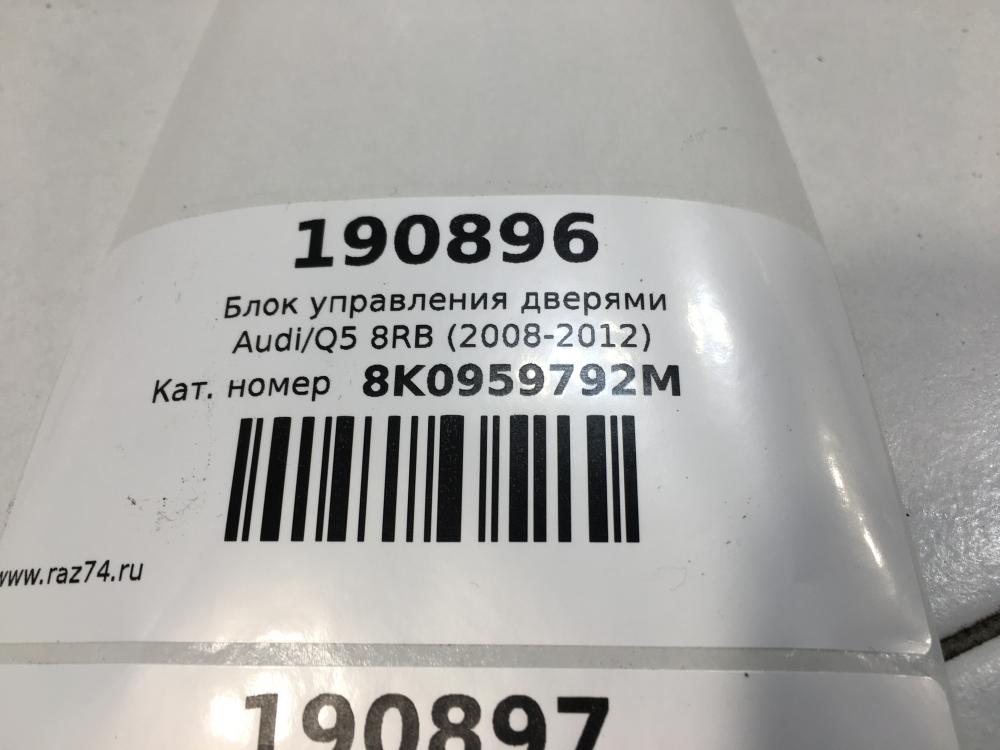 190896
Блок управления дверями
Audi/Q5 8RB (2008-2012)
Кат. номер 8K0959792M
www.raz74.ru
190897